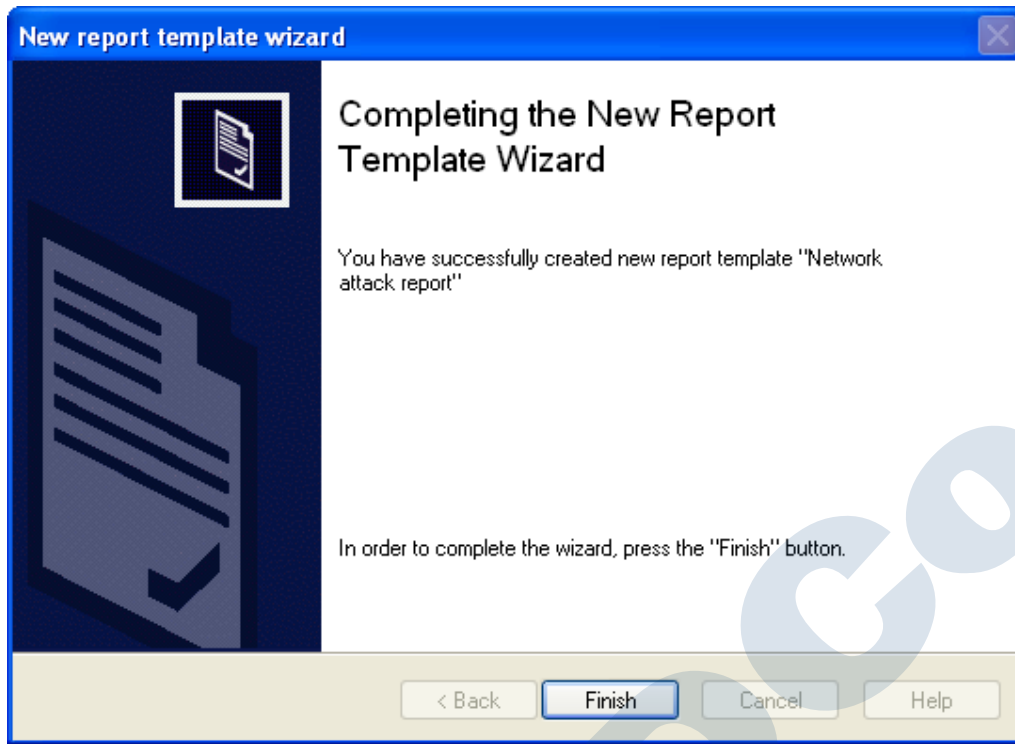 New report template wizard
Completing the New Report
Template Wizard
You have successfully created new report template "Network
attack report"
In order to complete the wizard, press the "Finish" button.
< Back
Finish
Cancel
Help